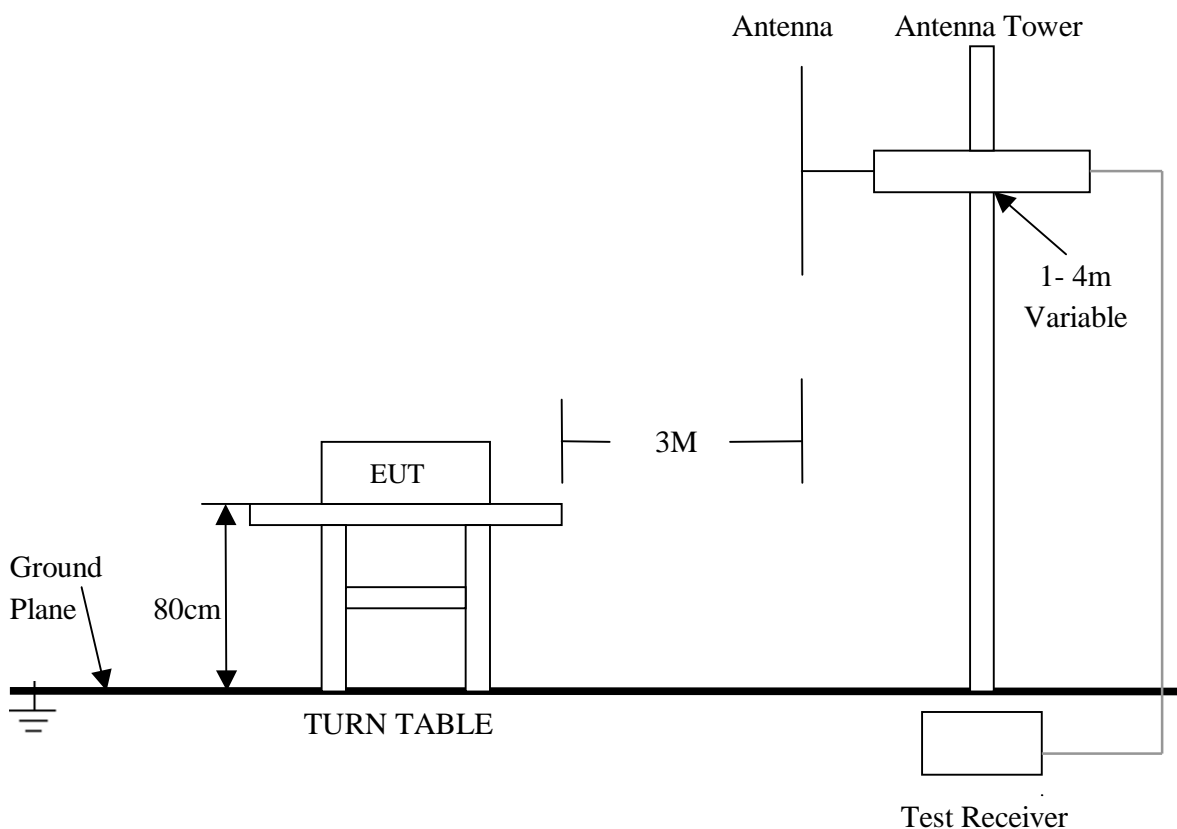 Antenna
Antenna Tower
1- 4m
Variable
3M
EUT
Ground
Plane
80cm
TURN TABLE
Test Receiver